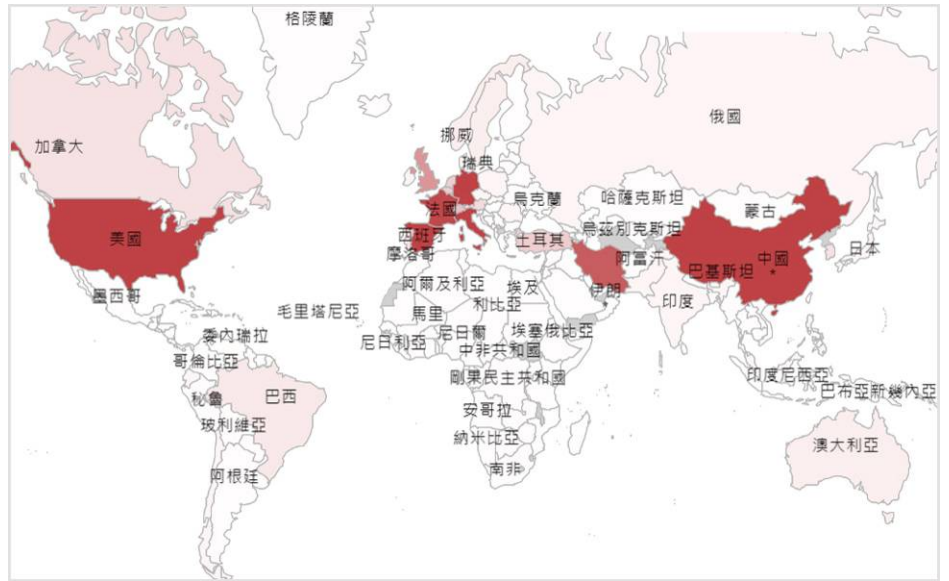 格陵蘭
俄國
挪威
加拿大
瑞典
烏克蘭
哈薩克斯坦
蒙古
法國
烏茲別克斯坦
美國
西班牙
土耳其
日本
摩洛哥
阿富汗
中國
巴基斯坦
阿爾及利亞
埃及
伊朗
墨西哥
印度
利比亞
毛里塔尼亞
馬里
委內瑞拉
尼日爾
埃塞俄比亞
尼日利亞
中非共和國
哥倫比亞
印度尼西亞
剛果民主共和國
巴布亞新幾內亞
巴西
秘魯
安哥拉
玻利維亞
納米比亞
澳大利亞
南非
阿根廷